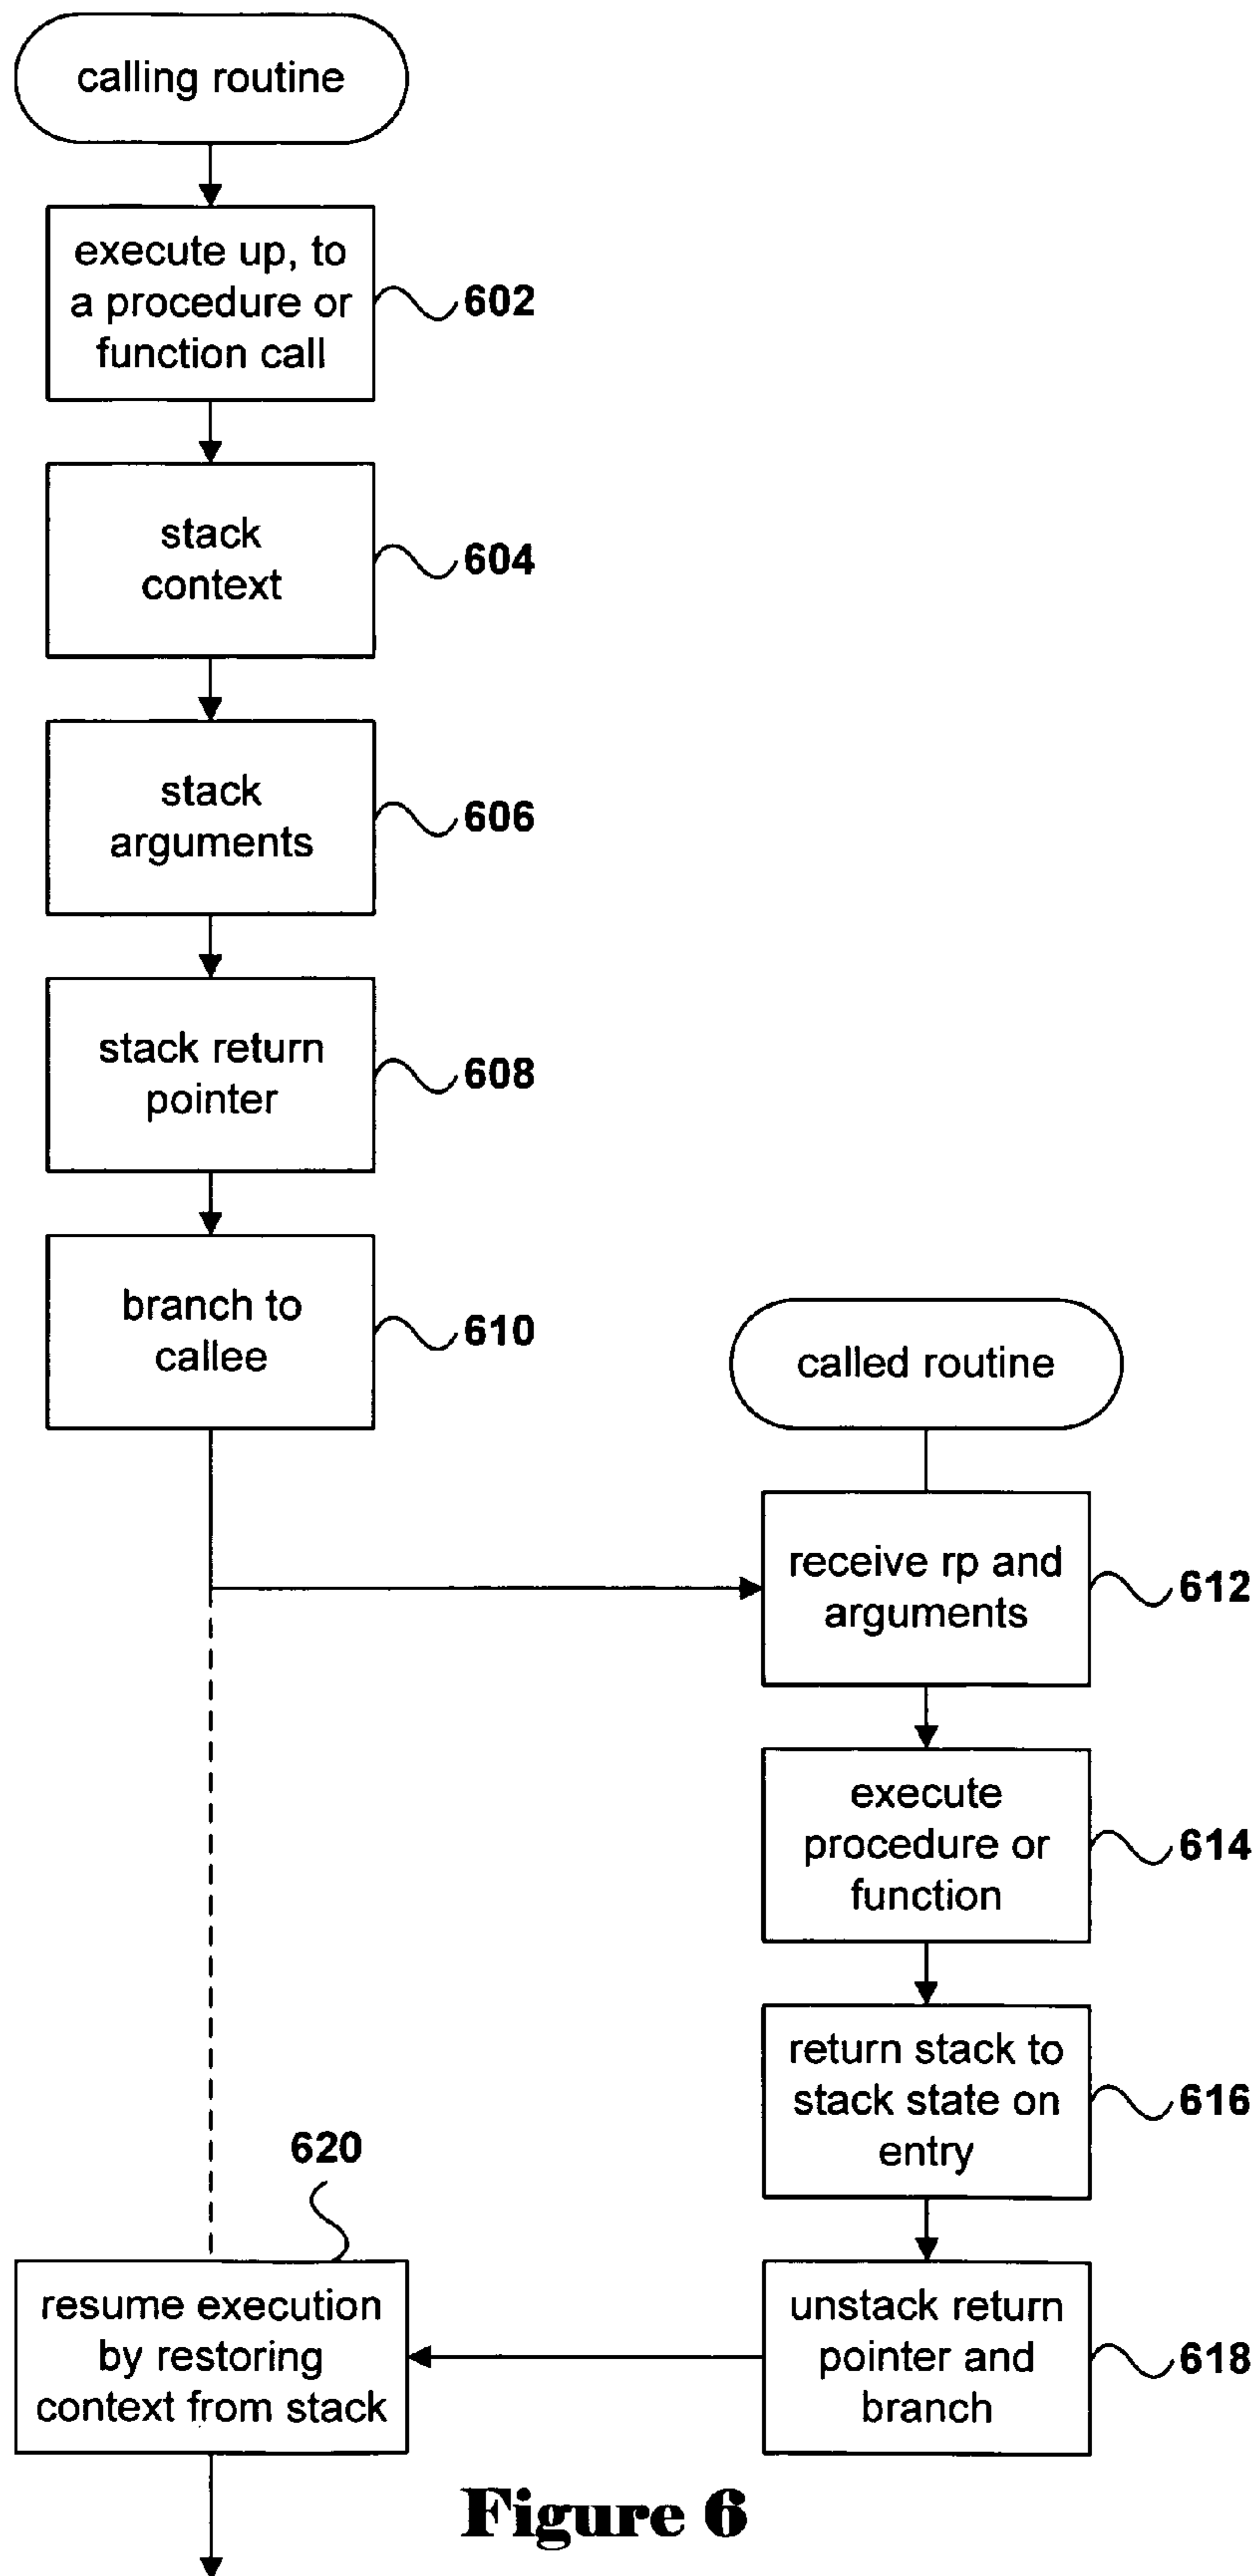 calling routine
execute up, to
a procedure or
function call
602
stack
context
604
stack
arguments
606
stack return
pointer
608
branch to
callee
610
called routine
receive rp and
arguments
612
execute
procedure or
function
614
return stack to
stack state on
entry
616
unstack return
pointer and
branch
618
620
resume execution
by restoring
context from stack
Figure 6